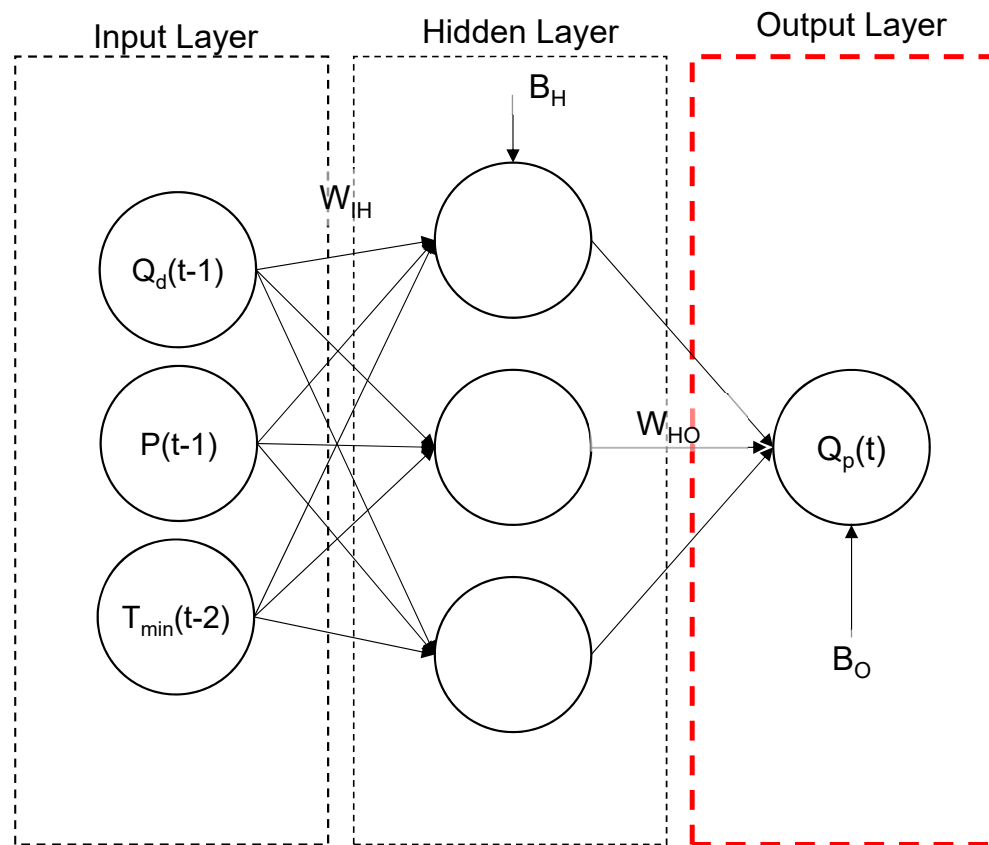 Input Layer
Hidden Layer
Output Layer
B_H
W_IH
Q_d(t-1)
P(t-1)
W_HO
Q_p(t)
T_min(t-2)
B_O